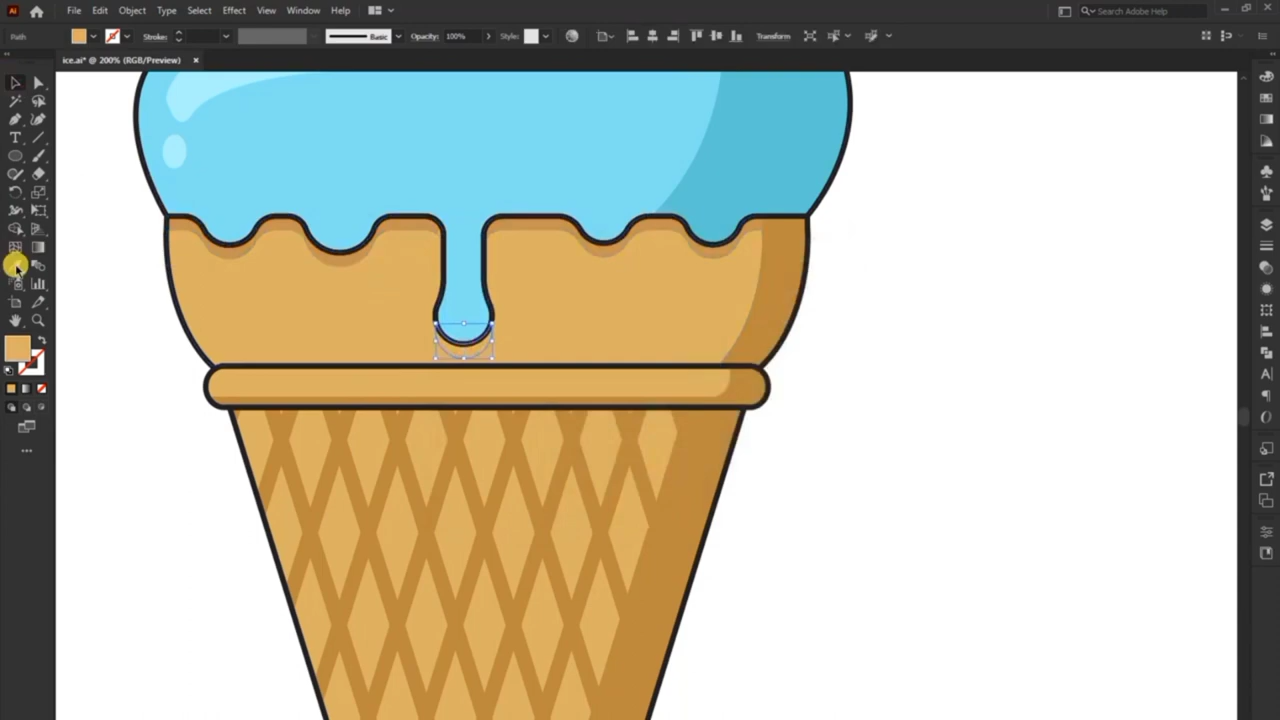 Ai File Edit Object Type Select Effect View Window Help Search Adobe Help
Path Stroke: Basic Opacity: 100% Style: Transform
ice.ai* @ 200% (RGB/Preview) ×